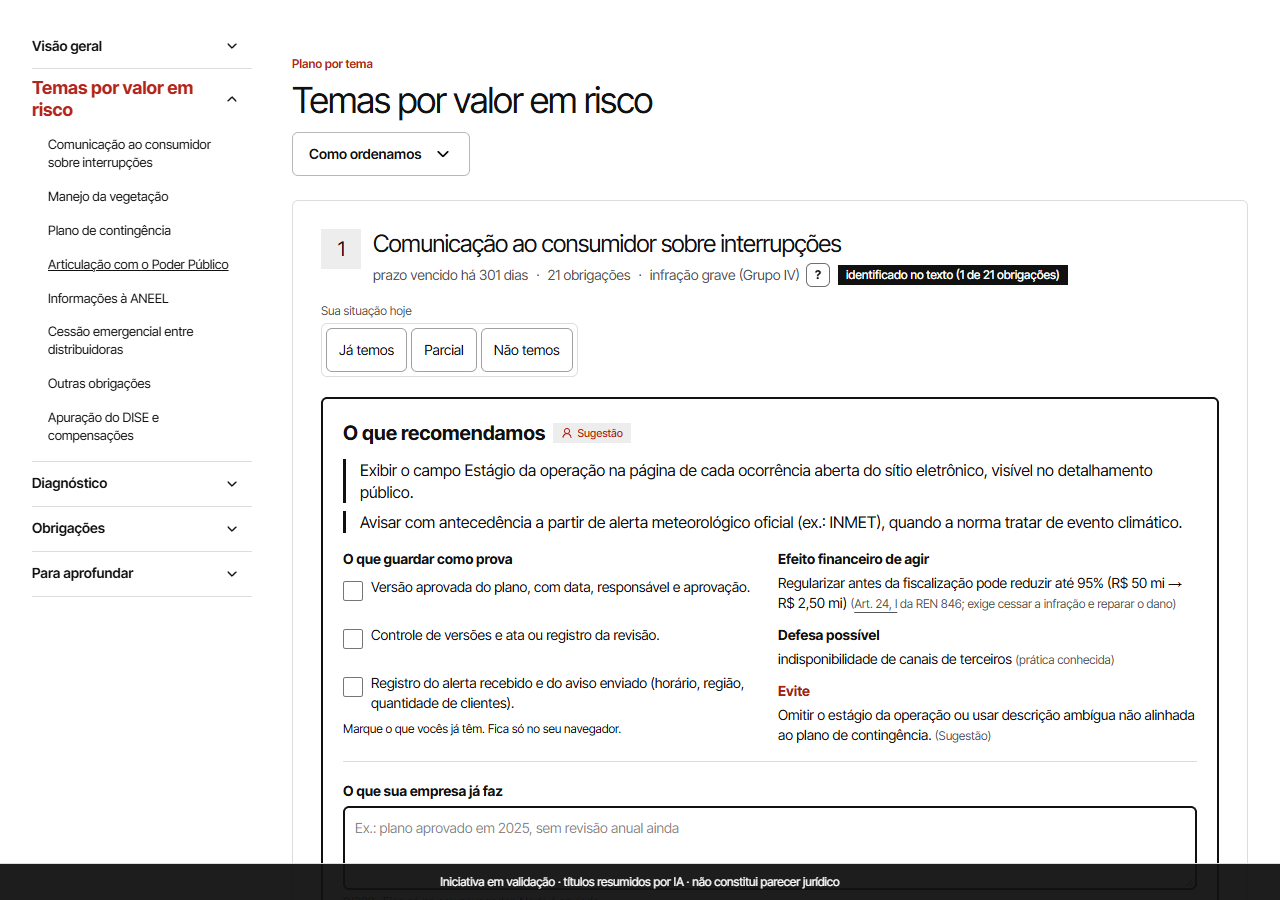 Visão geral
Temas por valor em
risco
Comunicação ao consumidor
sobre interrupções
Manejo da vegetação
Plano de contingência
Articulação com o Poder Público
Informações à ANEEL
Cessão emergencial entre
distribuidoras
Outras obrigações
Apuração do DISE e
compensações
Diagnóstico
Obrigações
Para aprofundar
Plano por tema
Temas por valor em risco
Como ordenamos
1
Comunicação ao consumidor sobre interrupções
prazo vencido há 301 dias · 21 obrigações · infração grave (Grupo IV) ? identificado no texto (1 de 21 obrigações)
Sua situação hoje
Já temos Parcial Não temos
O que recomendamos Sugestão
Exibir o campo Estágio da operação na página de cada ocorrência aberta do sítio eletrônico, visível no detalhamento
público.
Avisar com antecedência a partir de alerta meteorológico oficial (ex.: INMET), quando a norma tratar de evento climático.
O que guardar como prova
Versão aprovada do plano, com data, responsável e aprovação.
Controle de versões e ata ou registro da revisão.
Registro do alerta recebido e do aviso enviado (horário, região,
quantidade de clientes).
Marque o que vocês já têm. Fica só no seu navegador.
Efeito financeiro de agir
Regularizar antes da fiscalização pode reduzir até 95% (R$ 50 mi →
R$ 2,50 mi) (Art. 24, I da REN 846; exige cessar a infração e reparar o dano)
Defesa possível
indisponibilidade de canais de terceiros (prática conhecida)
Evite
Omitir o estágio da operação ou usar descrição ambígua não alinhada
ao plano de contingência. (Sugestão)
O que sua empresa já faz
Ex.: plano aprovado em 2025, sem revisão anual ainda
Iniciativa em validação · títulos resumidos por IA · não constitui parecer jurídico